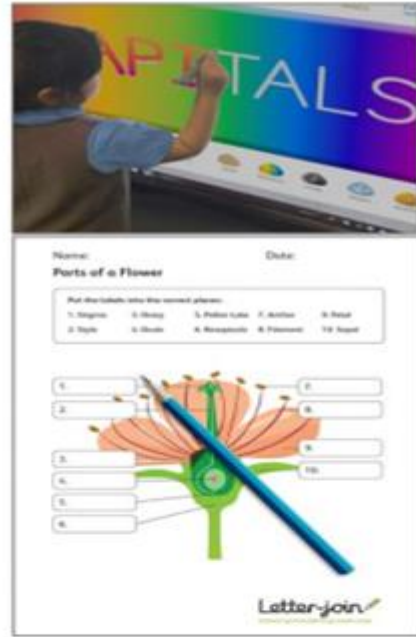 APITALS
Name: Date:
Parts of a Flower
Put the labels into the correct places:
1. Stigma 3. Ovary 5. Pollen tube 7. Anther 9. Petal
2. Style 4. Ovule 6. Receptacle 8. Filament 10. Sepal
1.
2.
3.
4.
5.
6.
7.
8.
9.
10.
Letter-join